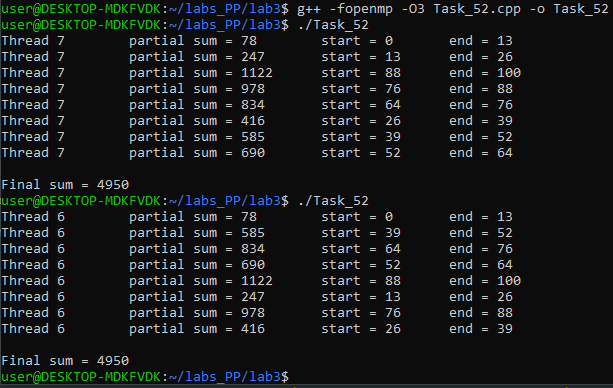 user@DESKTOP-MDKFVDK:~/labs_PP/lab3$ g++ -fopenmp -O3 Task_52.cpp -o Task_52
user@DESKTOP-MDKFVDK:~/labs_PP/lab3$ ./Task_52
Thread 7 partial sum = 78 start = 0 end = 13
Thread 7 partial sum = 247 start = 13 end = 26
Thread 7 partial sum = 1122 start = 88 end = 100
Thread 7 partial sum = 978 start = 76 end = 88
Thread 7 partial sum = 834 start = 64 end = 76
Thread 7 partial sum = 416 start = 26 end = 39
Thread 7 partial sum = 585 start = 39 end = 52
Thread 7 partial sum = 690 start = 52 end = 64
Final sum = 4950
user@DESKTOP-MDKFVDK:~/labs_PP/lab3$ ./Task_52
Thread 6 partial sum = 78 start = 0 end = 13
Thread 6 partial sum = 585 start = 39 end = 52
Thread 6 partial sum = 834 start = 64 end = 76
Thread 6 partial sum = 690 start = 52 end = 64
Thread 6 partial sum = 1122 start = 88 end = 100
Thread 6 partial sum = 247 start = 13 end = 26
Thread 6 partial sum = 978 start = 76 end = 88
Thread 6 partial sum = 416 start = 26 end = 39
Final sum = 4950
user@DESKTOP-MDKFVDK:~/labs_PP/lab3$